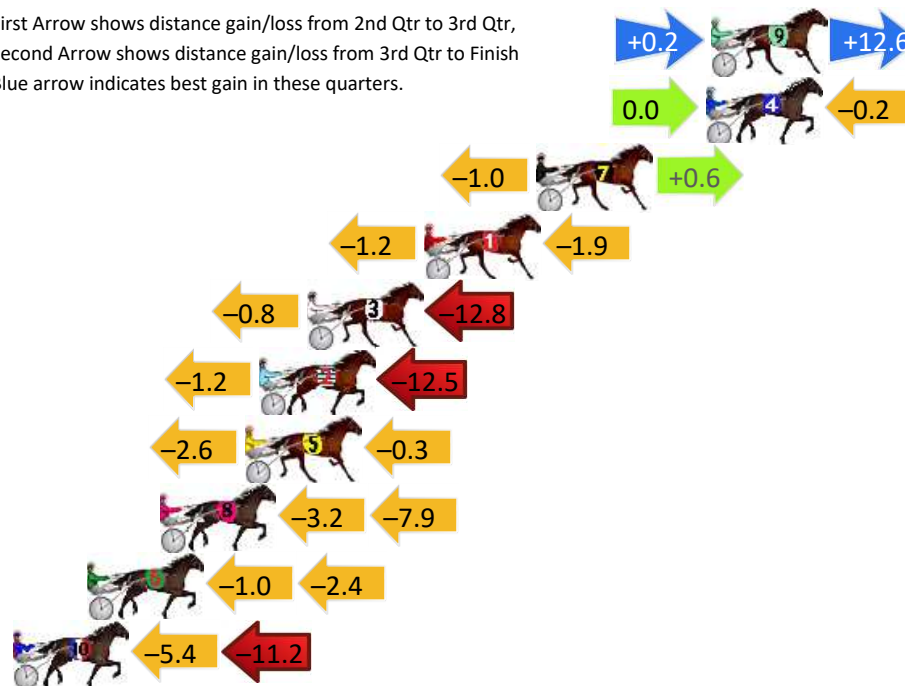 irst Arrow shows distance gain/loss from 2nd Qtr to 3rd Qtr,
econd Arrow shows distance gain/loss from 3rd Qtr to Finish
lue arrow indicates best gain in these quarters.
+0.2 9 +12.6
0.0 4 –0.2
–1.0 7 +0.6
–1.2 1 –1.9
–0.8 3 –12.8
–1.2 2 –12.5
–2.6 5 –0.3
8 –3.2 –7.9
6 –1.0 –2.4
10 –5.4 –11.2